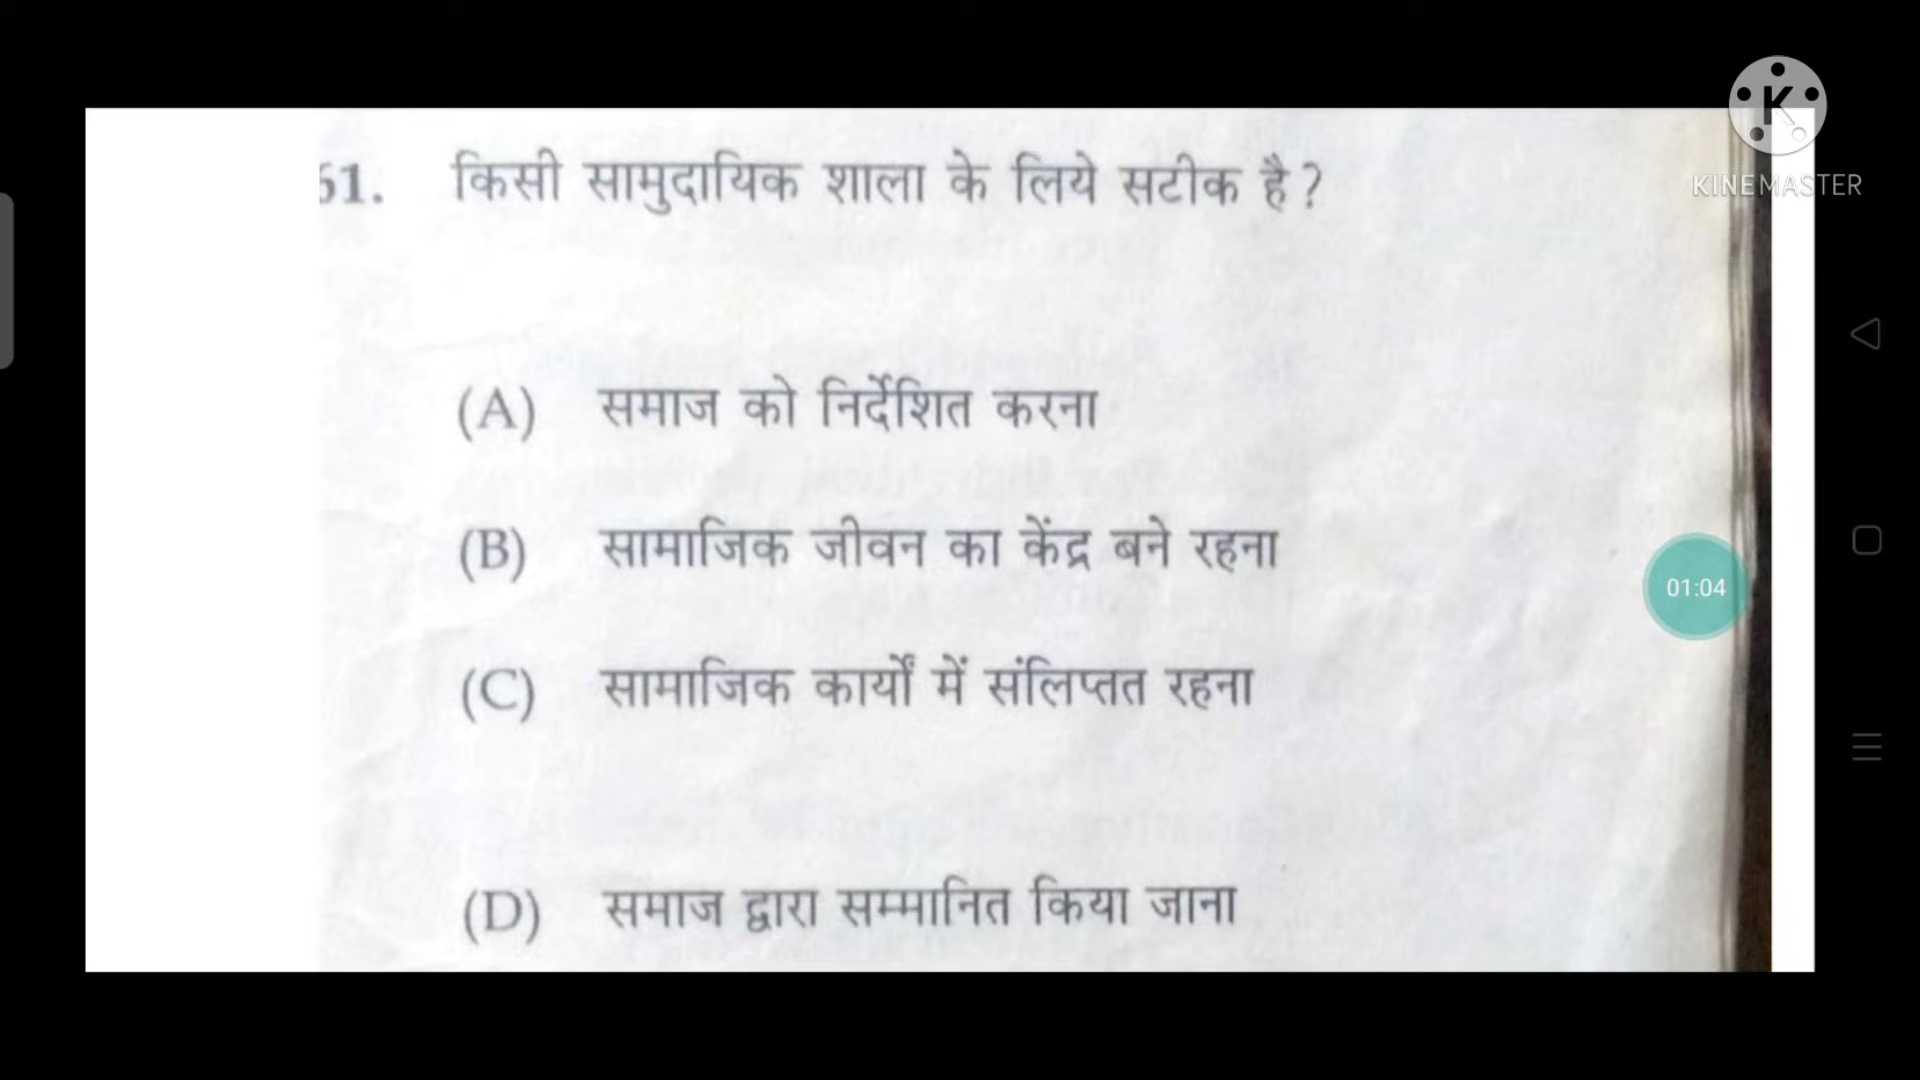 51. किसी सामुदायिक शाला के लिये सटीक है?
(A) समाज को निर्देशित करना
(B) सामाजिक जीवन का केंद्र बने रहना
(C) सामाजिक कार्यों में संलिप्तत रहना
(D) समाज द्वारा सम्मानित किया जाना
K
KINEMASTER
01:04